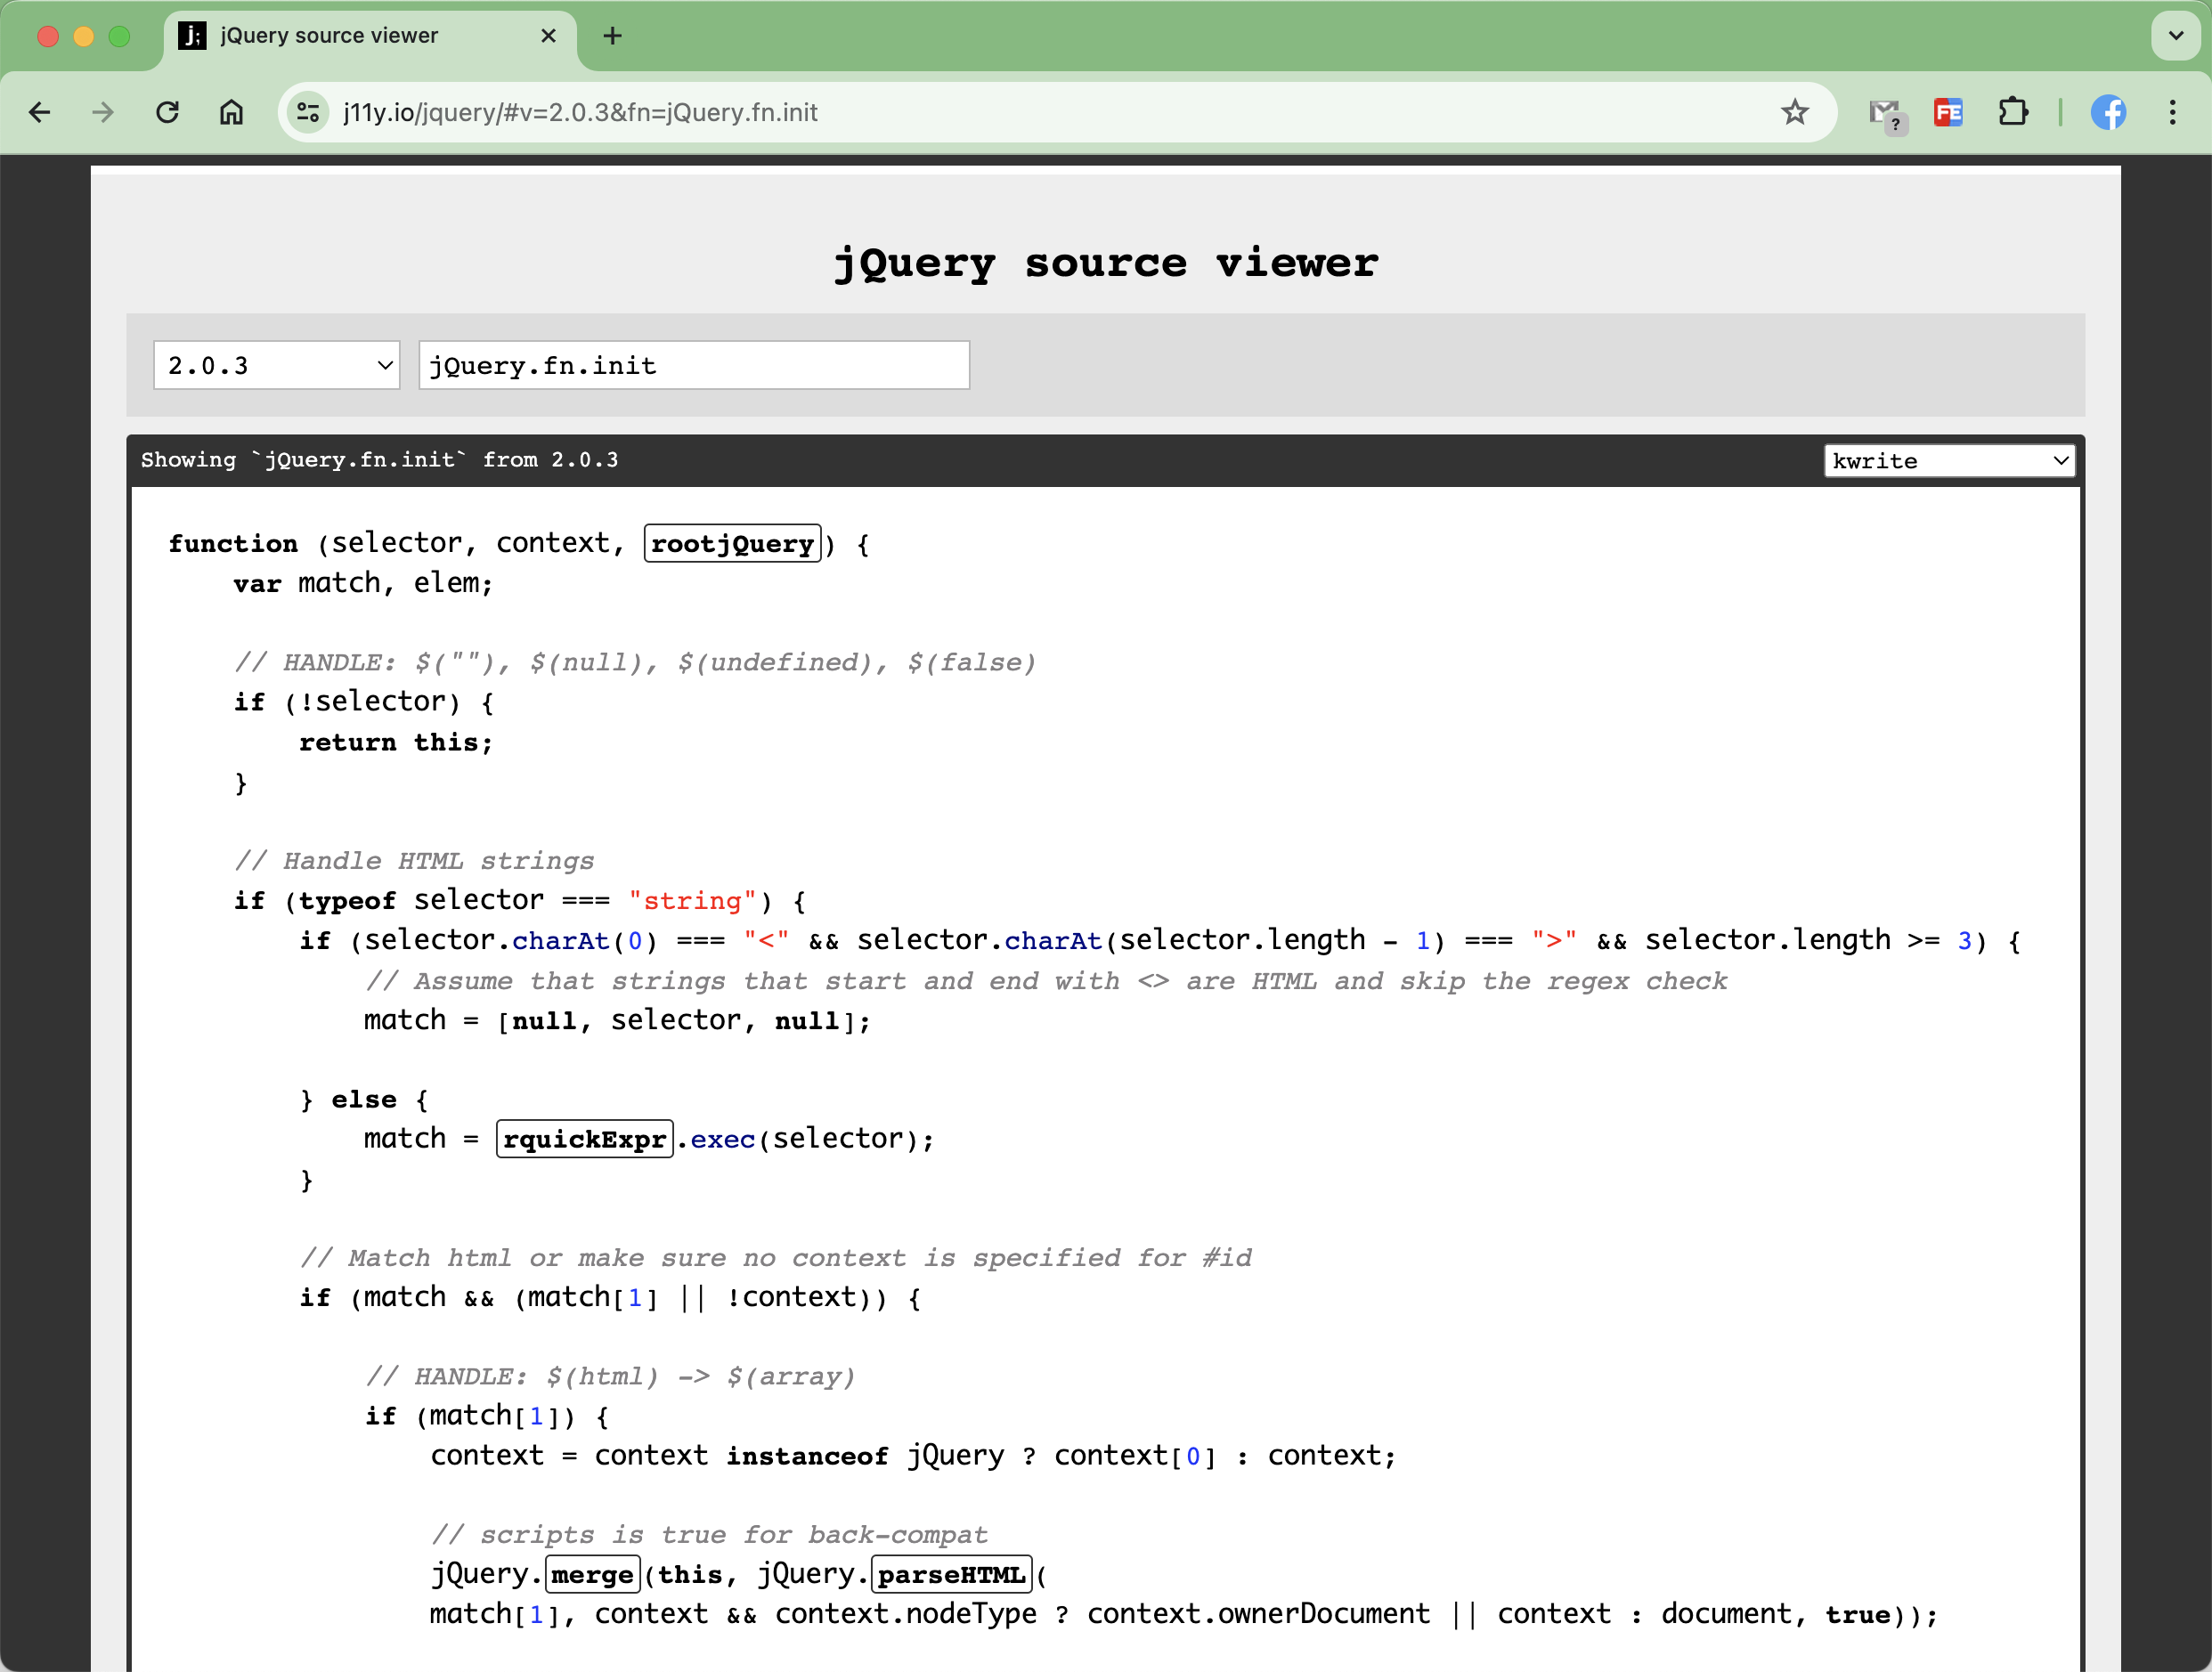 j; jQuery source viewer
j11y.io/jquery/#v=2.0.3&fn=jQuery.fn.init
? FE
jQuery source viewer
2.0.3 jQuery.fn.init
Showing `jQuery.fn.init` from 2.0.3 kwrite
function (selector, context, rootjQuery) {
    var match, elem;
    // HANDLE: $(""), $(null), $(undefined), $(false)
    if (!selector) {
        return this;
    }
    // Handle HTML strings
    if (typeof selector === "string") {
        if (selector.charAt(0) === "<" && selector.charAt(selector.length - 1) === ">" && selector.length >= 3) {
            // Assume that strings that start and end with <> are HTML and skip the regex check
            match = [null, selector, null];
        } else {
            match = rquickExpr.exec(selector);
        }
        // Match html or make sure no context is specified for #id
        if (match && (match[1] || !context)) {
            // HANDLE: $(html) -> $(array)
            if (match[1]) {
                context = context instanceof jQuery ? context[0] : context;
                // scripts is true for back-compat
                jQuery.merge(this, jQuery.parseHTML(
                match[1], context && context.nodeType ? context.ownerDocument || context : document, true));